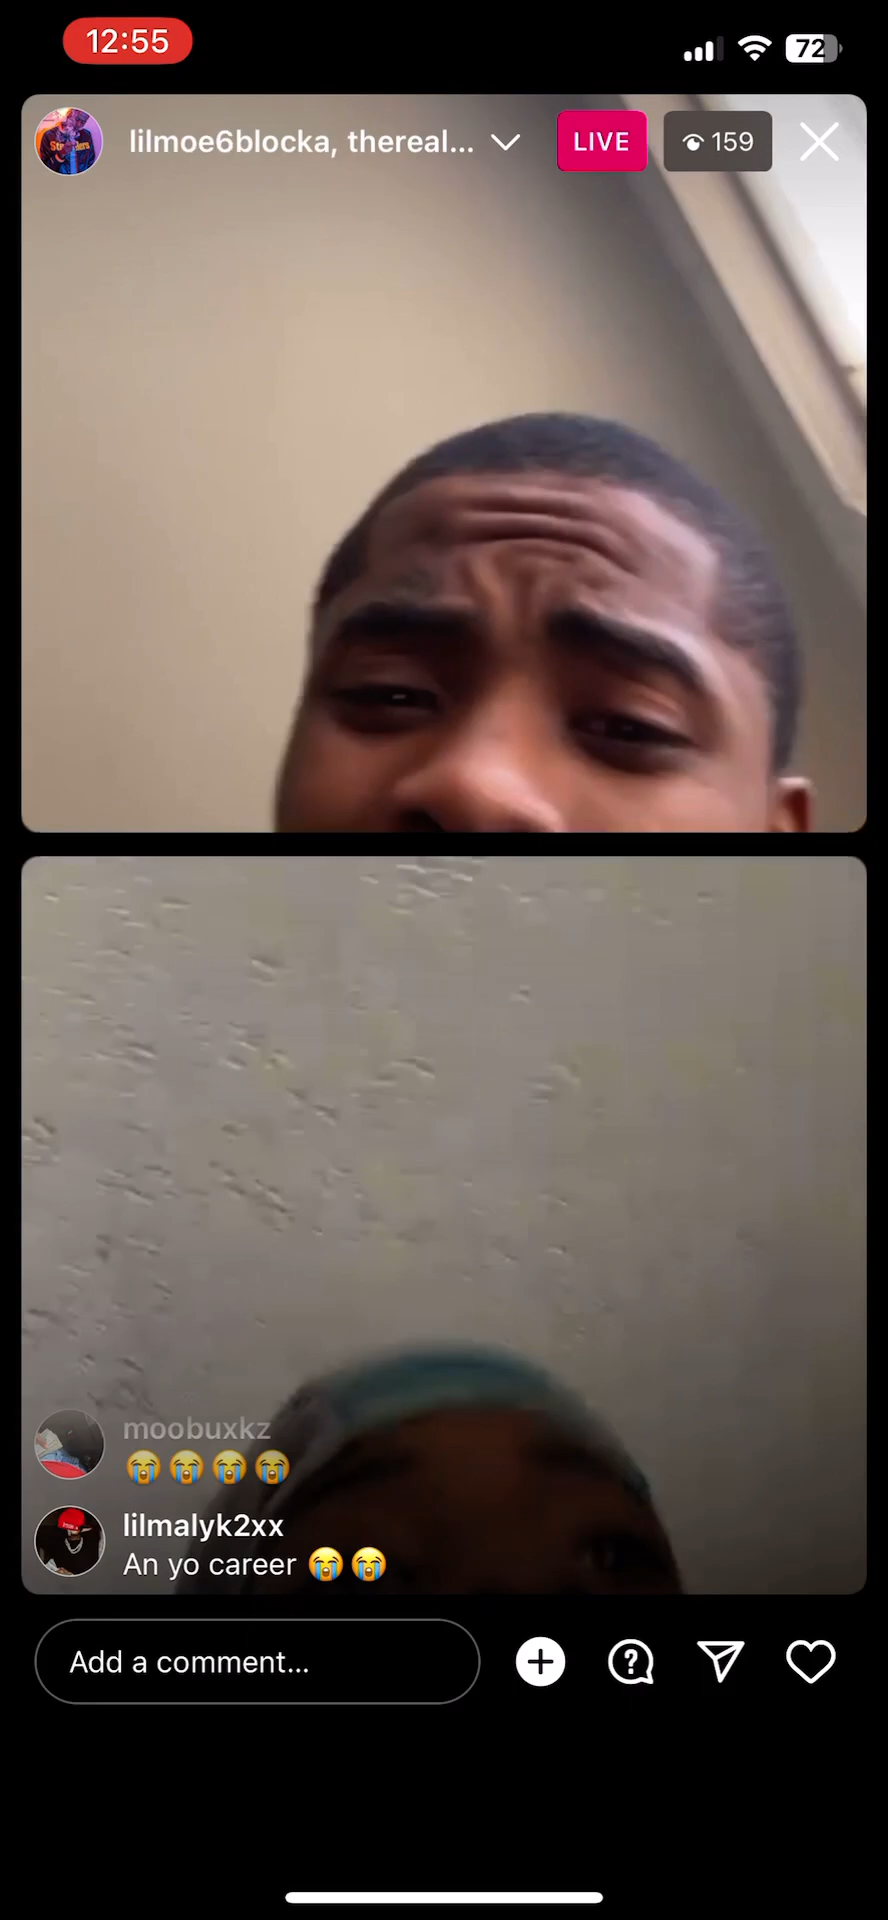 12:55
72
lilmoe6blocka, thereal...
LIVE
159
moobuxkz
😭😭😭😭
lilmalyk2xx
An yo career 😭😭
Add a comment...